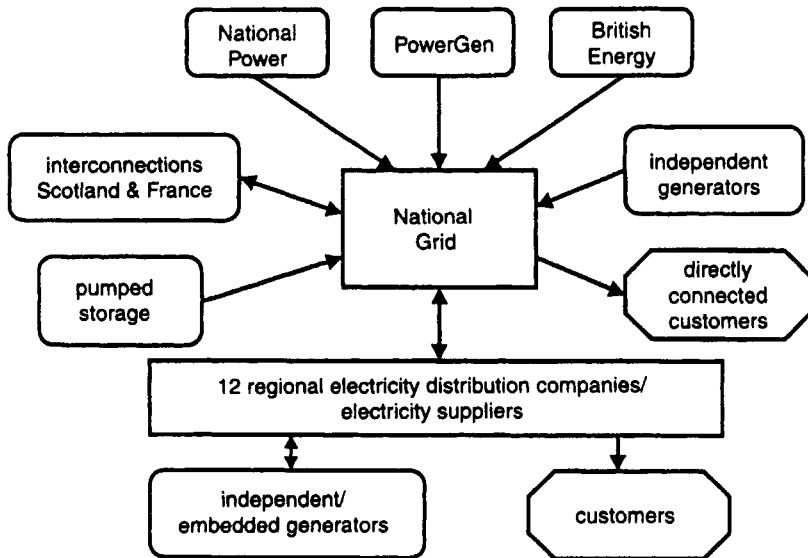 National
Power
PowerGen
British
Energy
interconnections
Scotland & France
National
Grid
independent
generators
pumped
storage
directly
connected
customers
12 regional electricity distribution companies/
electricity suppliers
independent/
embedded generators
customers